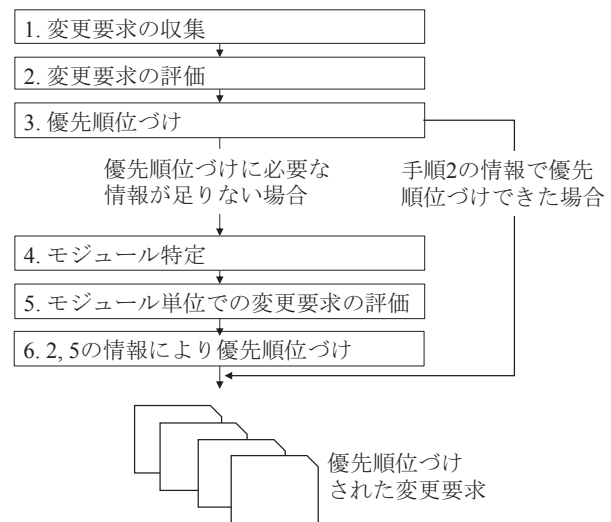 1. 変更要求の収集
2. 変更要求の評価
3. 優先順位づけ
優先順位づけに必要な
情報が足りない場合
手順2の情報で優先
順位づけできた場合
4. モジュール特定
5. モジュール単位での変更要求の評価
6. 2, 5の情報により優先順位づけ
優先順位づけ
された変更要求